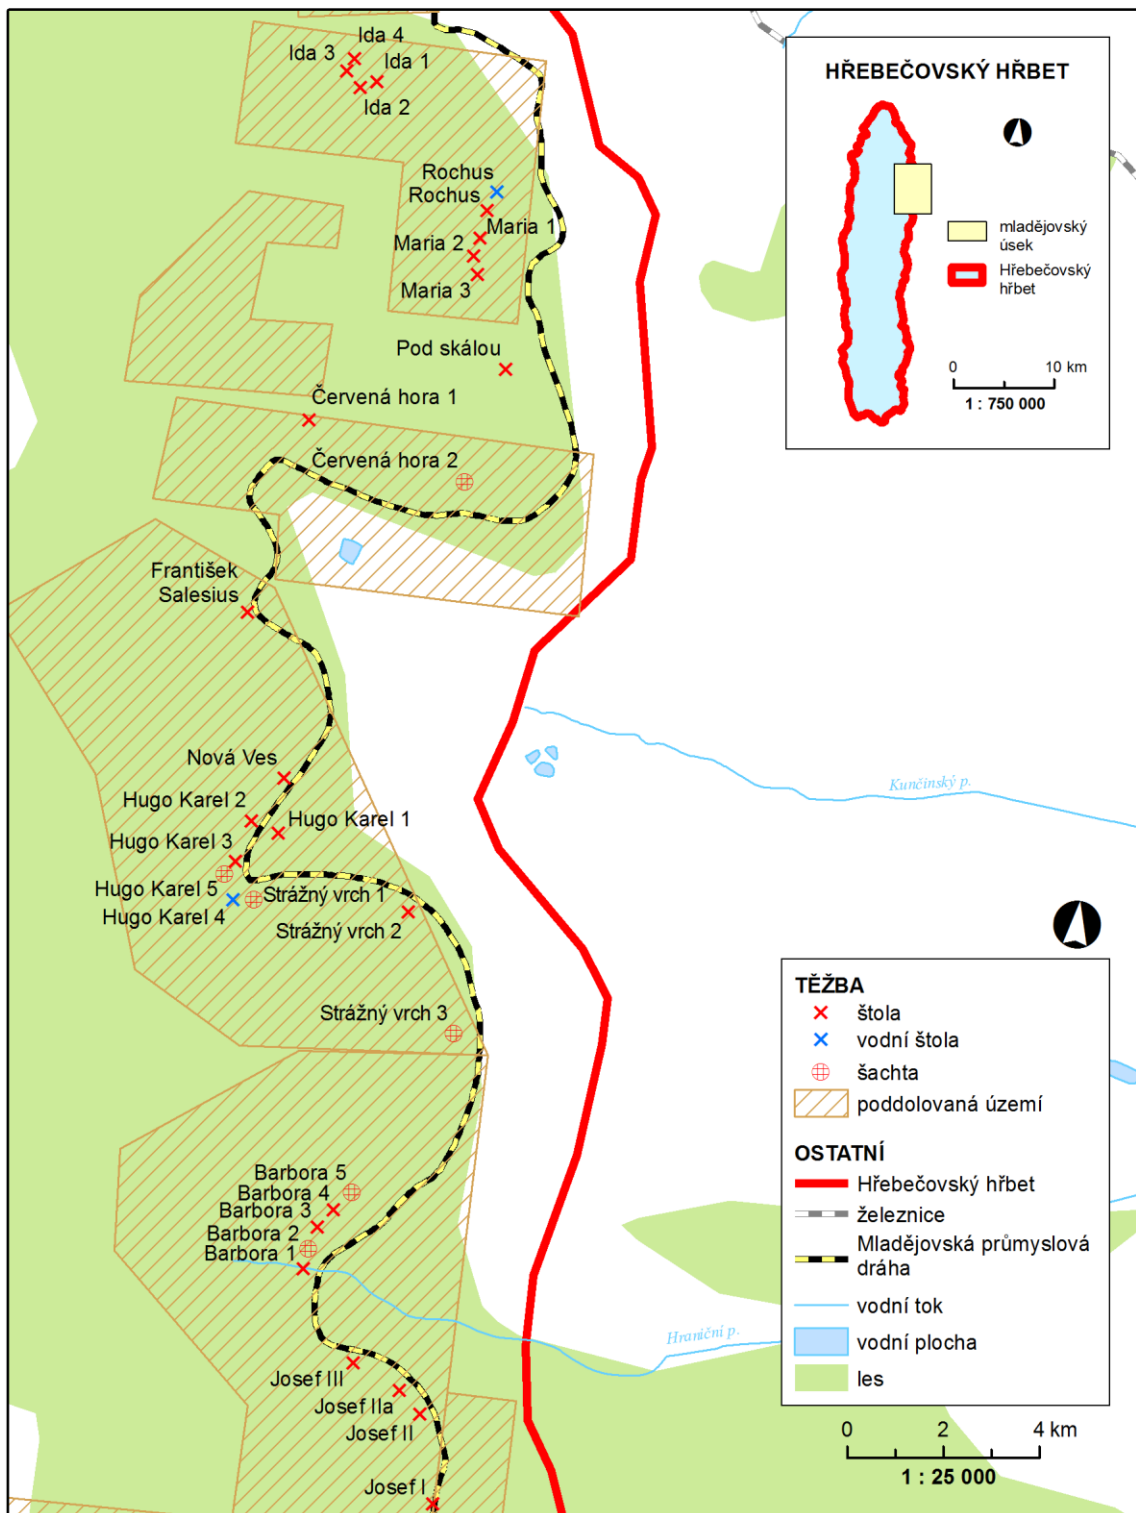 Ida 4
Ida 3
Ida 1
Ida 2
Rochus
Rochus
Maria 1
Maria 2
Maria 3
Pod skálou
Červená hora 1
Červená hora 2
František
Salesius
Nová Ves
Hugo Karel 2
Hugo Karel 1
Hugo Karel 3
Hugo Karel 5
Strážný vrch 1
Hugo Karel 4
Strážný vrch 2
Strážný vrch 3
Barbora 5
Barbora 4
Barbora 3
Barbora 2
Barbora 1
Josef III
Josef IIa
Josef II
Josef I
Kunčinský p.
Hraniční p.
HŘEBEČOVSKÝ HŘBET
mladějovský
úsek
Hřebečovský
hřbet
0 10 km
1 : 750 000
TĚŽBA
štola
vodní štola
šachta
poddolovaná území
OSTATNÍ
Hřebečovský hřbet
železnice
Mladějovská průmyslová
dráha
vodní tok
vodní plocha
les
0 2 4 km
1 : 25 000